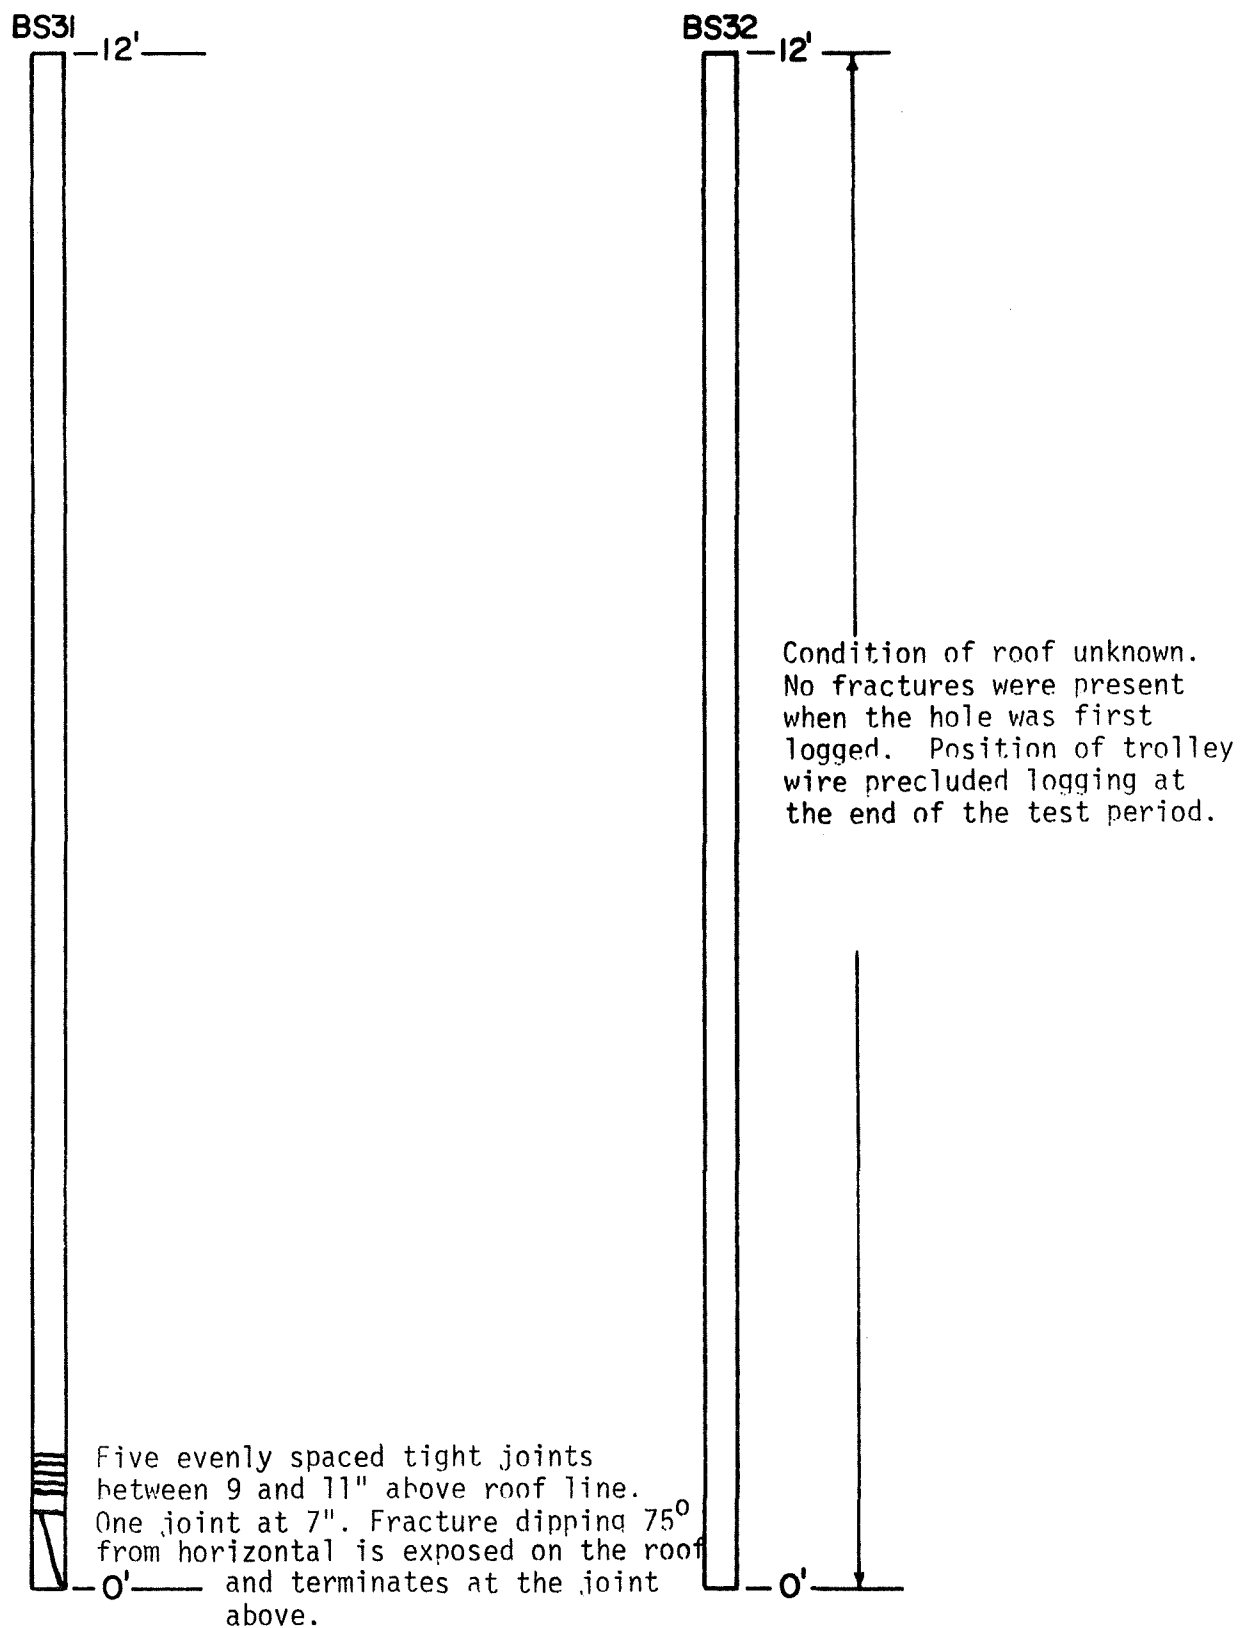 BS31
12'
BS32
12'
Condition of roof unknown.
No fractures were present
when the hole was first
logged. Position of trolley
wire precluded logging at
the end of the test period.
Five evenly spaced tight joints
between 9 and 11" above roof line.
One joint at 7". Fracture dipping 75°
from horizontal is exposed on the roof
and terminates at the joint
above.
0'
0'